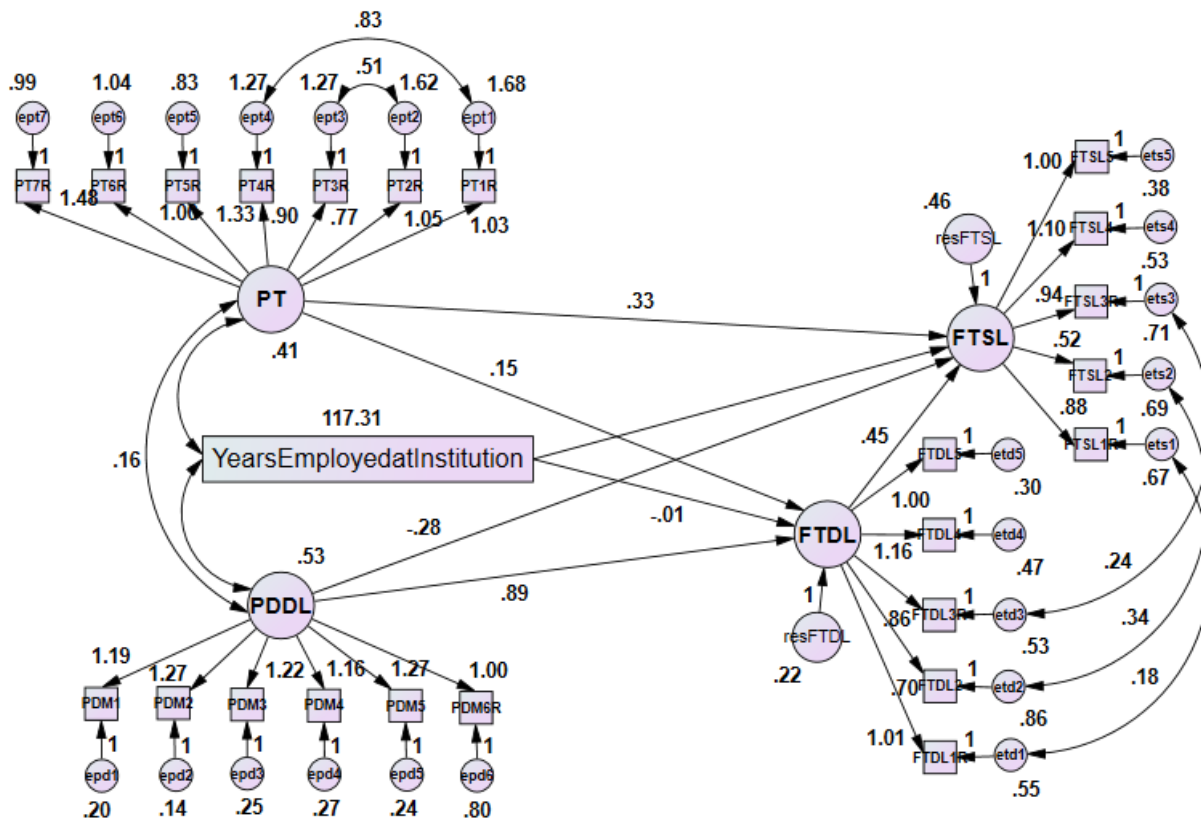 .83
.99 1.04 .83 1.27 1.27 .51 1.62 1.68
ept7 ept6 ept5 ept4 ept3 ept2 ept1
1 1 1 1 1 1 1
PT7R PT6R PT5R PT4R PT3R PT2R PT1R
1.48 1.00 1.33 .90 .77 1.05 1.03
PT
.41
.33
.15
.16
117.31
YearsEmployedatInstitution
-.28
-.01
.89
.53
PDDL
1.19 1.27 1.22 1.16 1.27 1.00
PDM1 PDM2 PDM3 PDM4 PDM5 PDM6R
1 1 1 1 1 1
epd1 epd2 epd3 epd4 epd5 epd6
.20 .14 .25 .27 .24 .80
.46
resFTSL
1
FTSL
.45
1.00 FTSL5 1 ets5
.38
1.10 FTSL4 1 ets4
.53
.94 FTSL3R 1 ets3
.71
.52 FTSL2 1 ets2
.69
.88 FTSL1R 1 ets1
.67
FTDL
1
resFTDL
.22
FTDL5 1 etd5
1.00 .30
1.16 FTDL4 1 etd4
.47
.86 FTDL3R 1 etd3
.53
.70 FTDL2 1 etd2
.86
1.01 FTDL1R 1 etd1
.55
.24
.34
.18